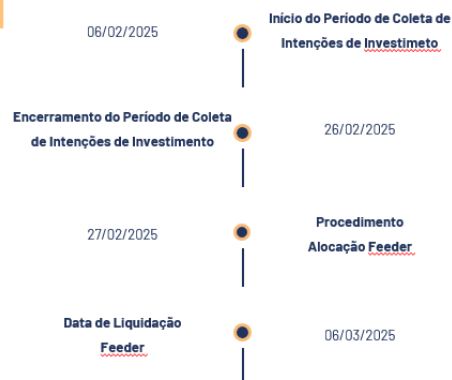 06/02/2025
Início do Período de Coleta de
Intenções de Investimeto
Encerramento do Período de Coleta
de Intenções de Investimento
26/02/2025
27/02/2025
Procedimento
Alocação Feeder
Data de Liquidação
Feeder
06/03/2025